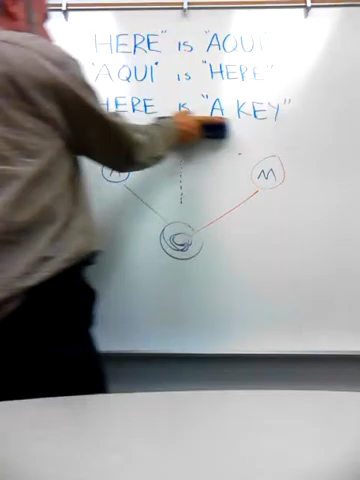 HERE" is "AQUI
"AQUI" is "HERE"
HERE is "A KEY"
A M